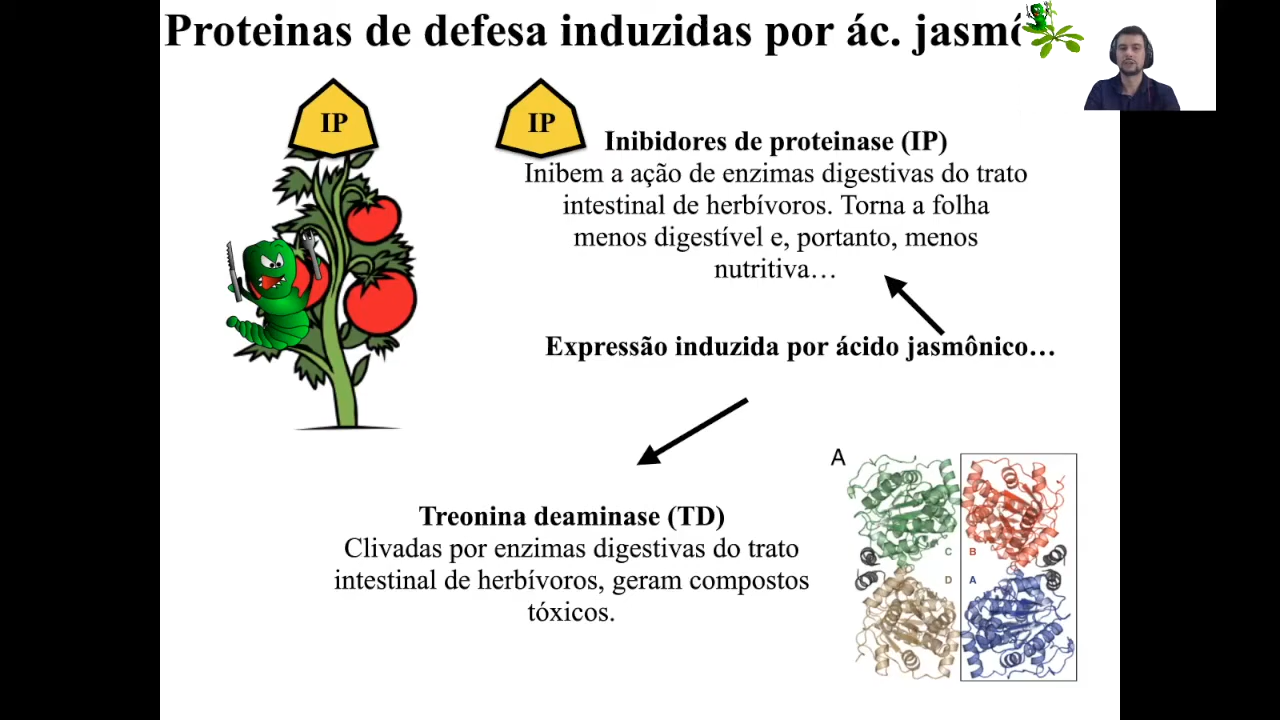 Proteinas de defesa induzidas por ác. jasmô
IP
IP
Inibidores de proteinase (IP)
Inibem a ação de enzimas digestivas do trato
intestinal de herbívoros. Torna a folha
menos digestível e, portanto, menos
nutritiva…
Expressão induzida por ácido jasmônico…
Treonina deaminase (TD)
Clivadas por enzimas digestivas do trato
intestinal de herbívoros, geram compostos
tóxicos.
A
C
B
D
A